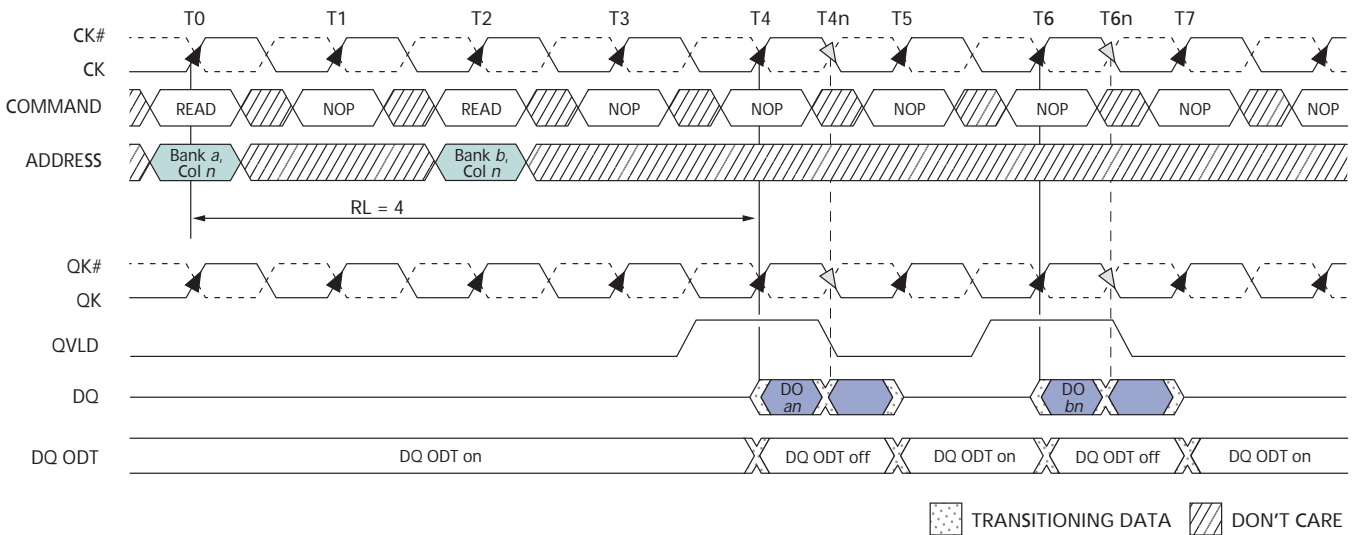 T0 T1 T2 T3 T4 T4n T5 T6 T6n T7
CK#
CK
COMMAND READ NOP READ NOP NOP NOP NOP NOP NOP
ADDRESS Bank a, Col n Bank b, Col n
RL = 4
QK#
QK
QVLD
DQ DO an DO bn
DQ ODT DQ ODT on DQ ODT off DQ ODT on DQ ODT off DQ ODT on
TRANSITIONING DATA DON'T CARE